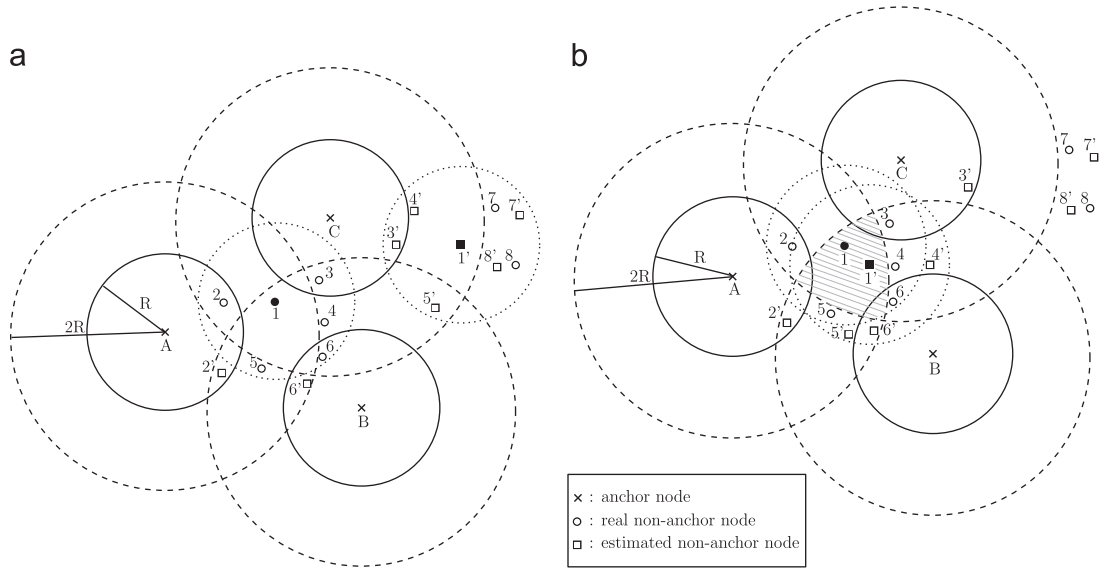 a
b
C
4'
7
7'
3'
1'
8'
8
3
1
2
R
2R
A
4
5'
6
5
2'
6'
B
7
7'
C
3'
8'
8
3
2
1
R
2R
A
4
4'
1'
6
2'
5
5'
6'
B
× : anchor node
○ : real non-anchor node
□ : estimated non-anchor node